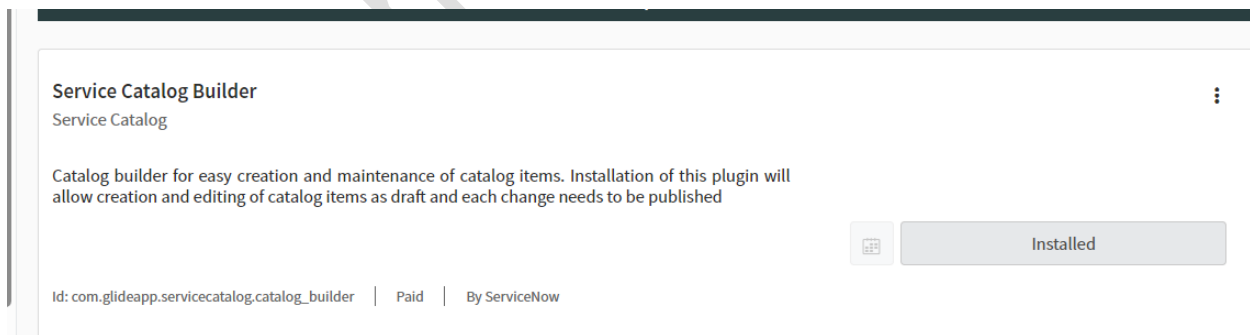 Service Catalog Builder
Service Catalog
Catalog builder for easy creation and maintenance of catalog items. Installation of this plugin will
allow creation and editing of catalog items as draft and each change needs to be published
Installed
Id: com.glideapp.servicecatalog.catalog_builder | Paid | By ServiceNow